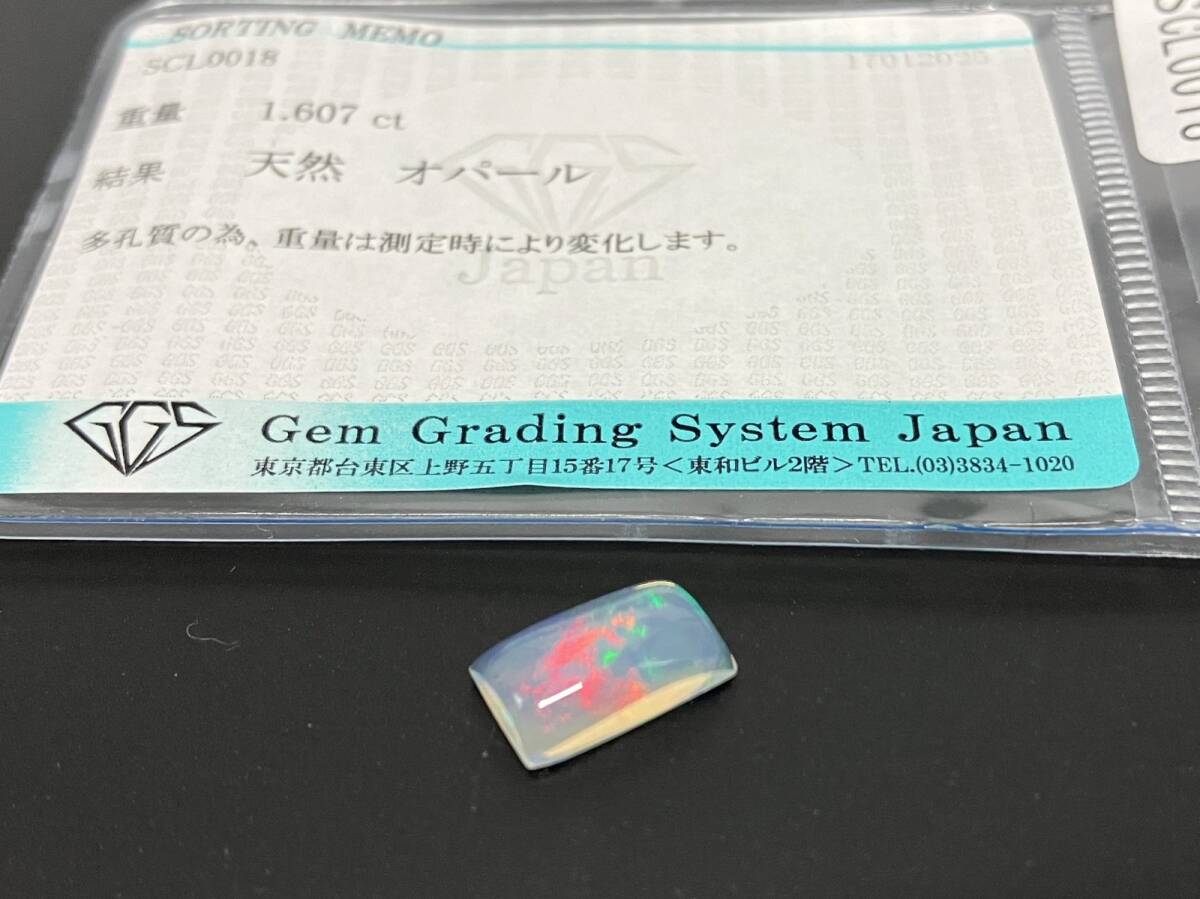 SORTING MEMO
SCL0018 17012025
重量 1.607 ct
結果 天然 オパール
多孔質の為、重量は測定時により変化します。
Japan
GGS Gem Grading System Japan
東京都台東区上野五丁目15番17号＜東和ビル2階＞TEL.(03)3834-1020